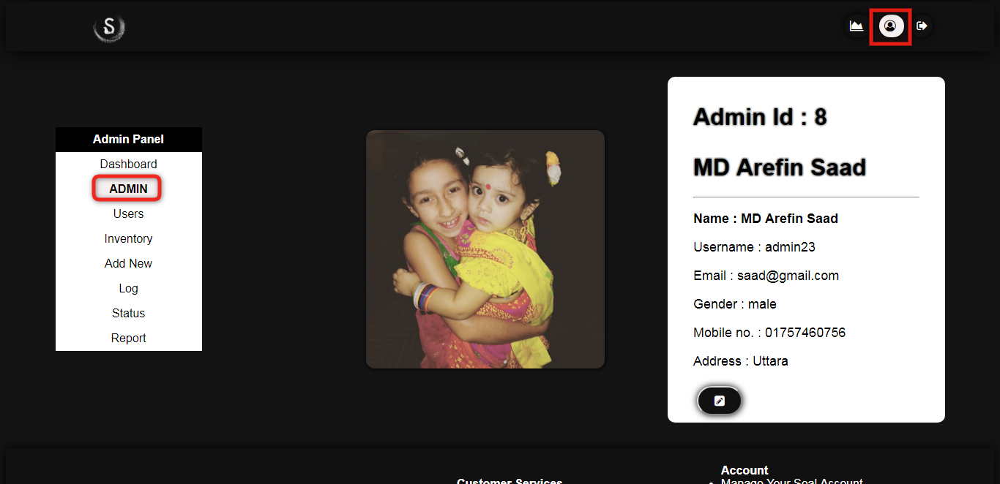 S
Admin Panel
Dashboard
ADMIN
Users
Inventory
Add New
Log
Status
Report
Admin Id : 8
MD Arefin Saad
Name : MD Arefin Saad
Username : admin23
Email : saad@gmail.com
Gender : male
Mobile no. : 01757460756
Address : Uttara
Customer Services
Account
Manage Your Seal Account